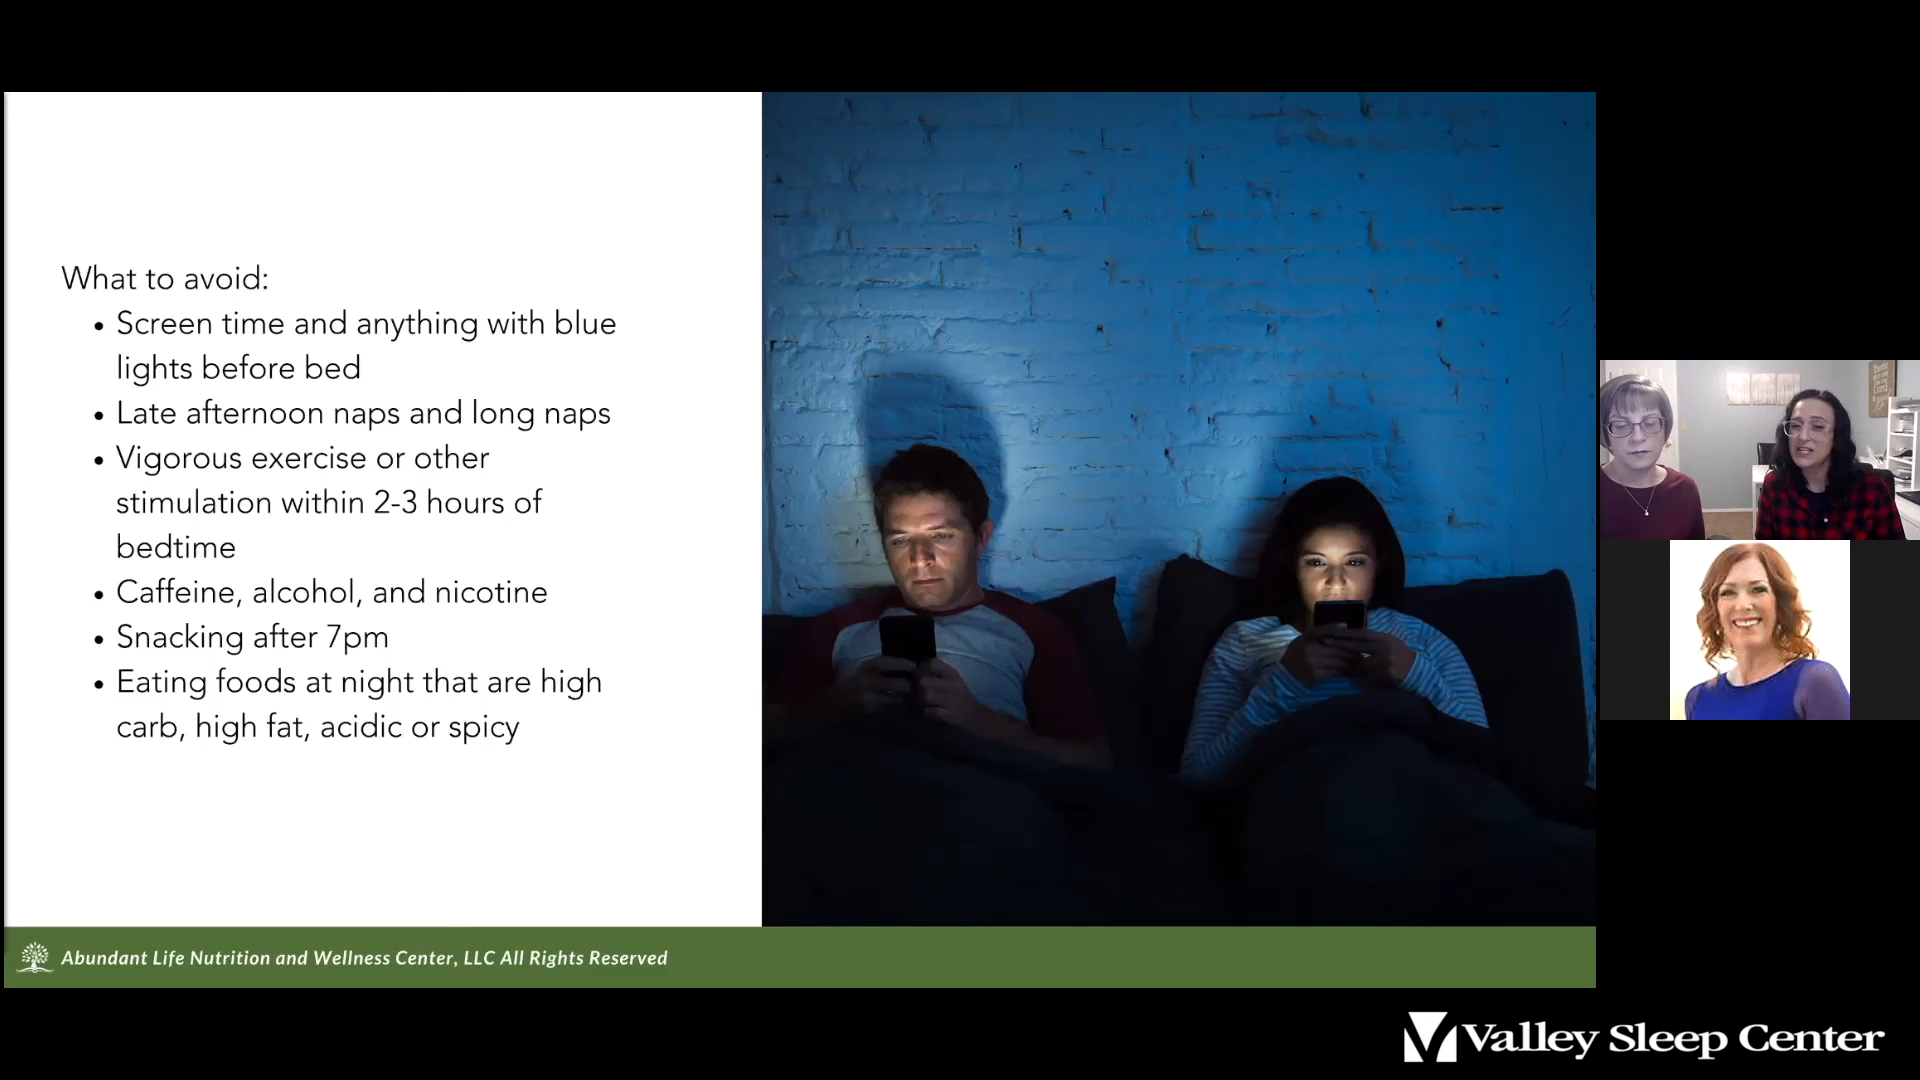 What to avoid:
• Screen time and anything with blue
lights before bed
• Late afternoon naps and long naps
• Vigorous exercise or other
stimulation within 2-3 hours of
bedtime
• Caffeine, alcohol, and nicotine
• Snacking after 7pm
• Eating foods at night that are high
carb, high fat, acidic or spicy
Abundant Life Nutrition and Wellness Center, LLC All Rights Reserved
Valley Sleep Center